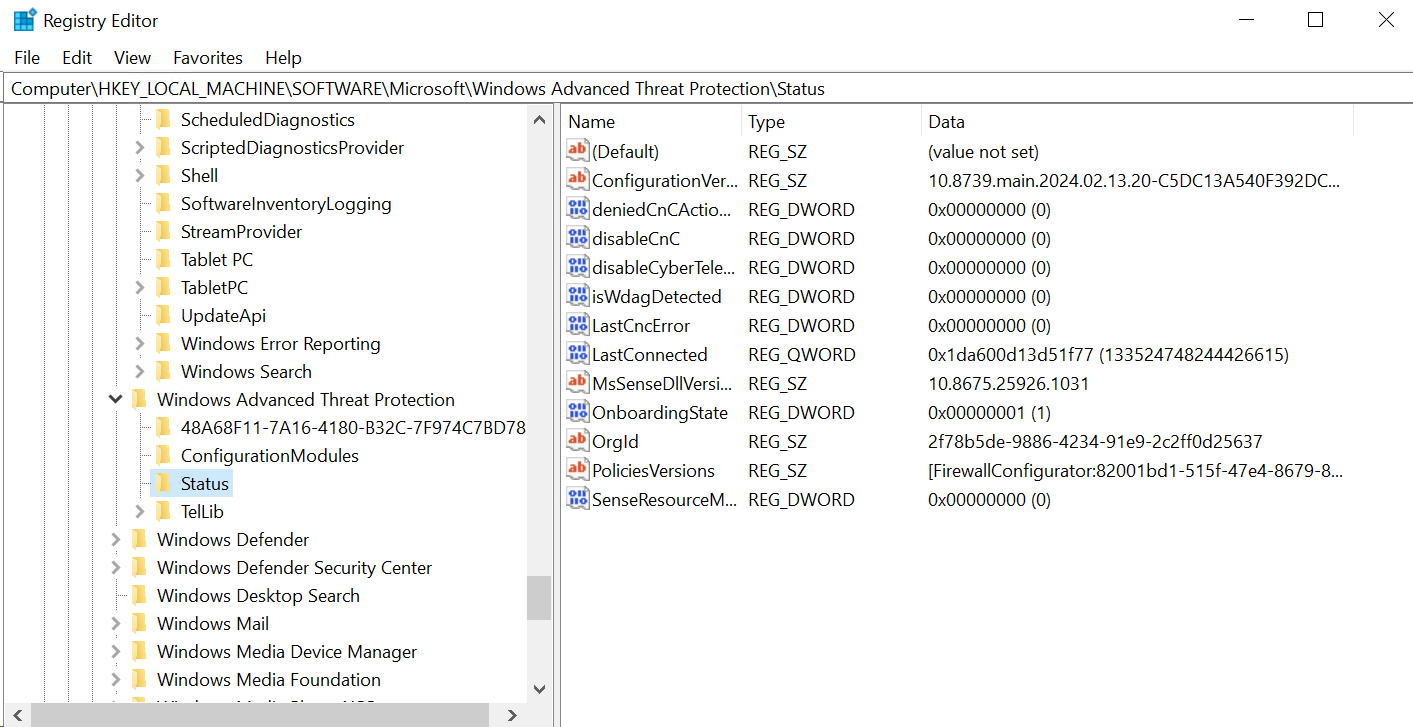 Registry Editor
File Edit View Favorites Help
Computer\HKEY_LOCAL_MACHINE\SOFTWARE\Microsoft\Windows Advanced Threat Protection\Status
ScheduledDiagnostics
ScriptedDiagnosticsProvider
Shell
SoftwareInventoryLogging
StreamProvider
Tablet PC
TabletPC
UpdateApi
Windows Error Reporting
Windows Search
Windows Advanced Threat Protection
48A68F11-7A16-4180-B32C-7F974C7BD78
ConfigurationModules
Status
TelLib
Windows Defender
Windows Defender Security Center
Windows Desktop Search
Windows Mail
Windows Media Device Manager
Windows Media Foundation
Name Type Data
(Default) REG_SZ (value not set)
ConfigurationVer... REG_SZ 10.8739.main.2024.02.13.20-C5DC13A540F392DC...
deniedCnCActio... REG_DWORD 0x00000000 (0)
disableCnC REG_DWORD 0x00000000 (0)
disableCyberTele... REG_DWORD 0x00000000 (0)
isWdagDetected REG_DWORD 0x00000000 (0)
LastCncError REG_DWORD 0x00000000 (0)
LastConnected REG_QWORD 0x1da600d13d51f77 (133524748244426615)
MsSenseDllVersi... REG_SZ 10.8675.25926.1031
OnboardingState REG_DWORD 0x00000001 (1)
OrgId REG_SZ 2f78b5de-9886-4234-91e9-2c2ff0d25637
PoliciesVersions REG_SZ [FirewallConfigurator:82001bd1-515f-47e4-8679-8...
SenseResourceM... REG_DWORD 0x00000000 (0)